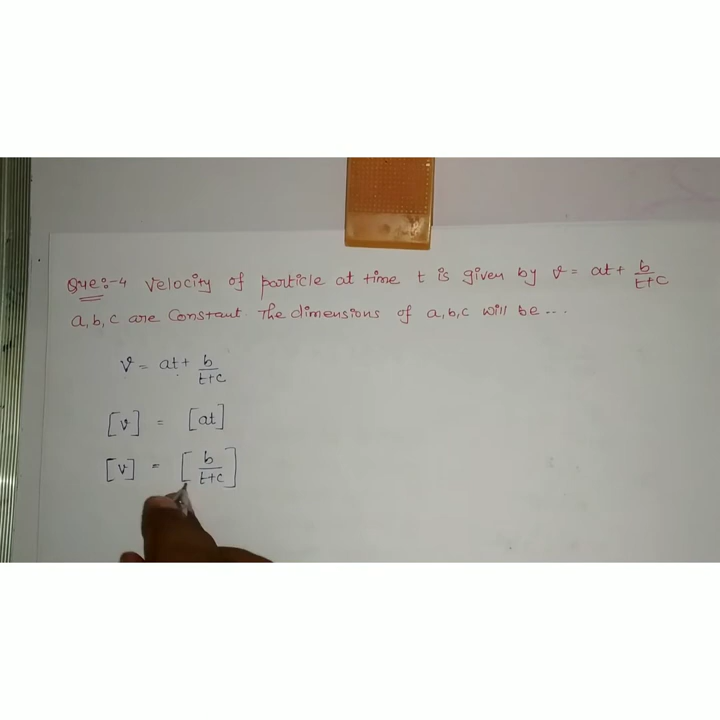 Que:-4 Velocity of particle at time t is given by v = at + b/(t+c)
a, b, c are Constant The dimensions of a, b, c will be ...
v = at + b/(t+c)
[v] = [at]
[v] = [b/(t+c)]